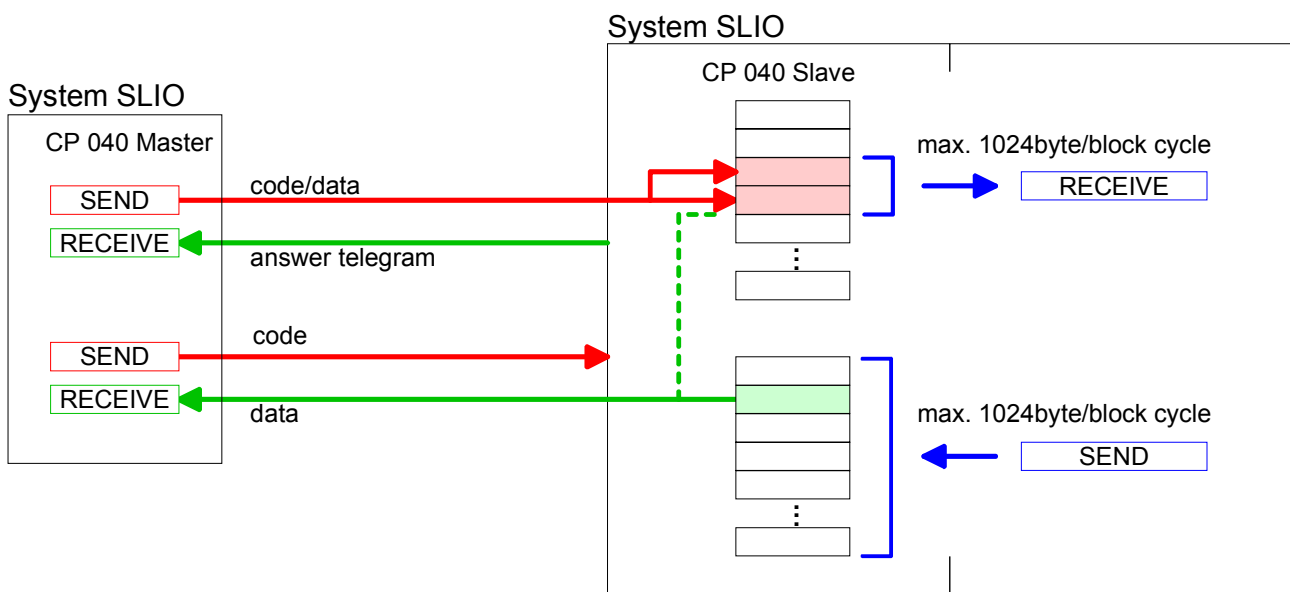 System SLIO
System SLIO
CP 040 Slave
CP 040 Master
max. 1024byte/block cycle
SEND
code/data
RECEIVE
RECEIVE
answer telegram
SEND
code
RECEIVE
data
max. 1024byte/block cycle
SEND